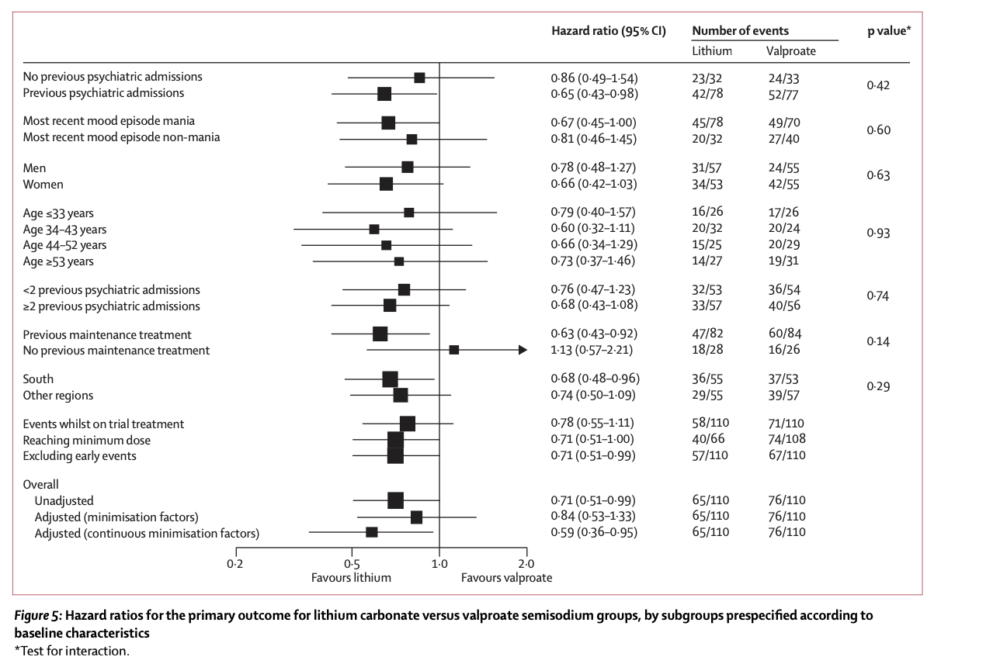 Hazard ratio (95% CI) Number of events p value*
Lithium Valproate
No previous psychiatric admissions 0·86 (0·49–1·54) 23/32 24/33
0·42
Previous psychiatric admissions 0·65 (0·43–0·98) 42/78 52/77
Most recent mood episode mania 0·67 (0·45–1·00) 45/78 49/70
0·60
Most recent mood episode non-mania 0·81 (0·46–1·45) 20/32 27/40
Men 0·78 (0·48–1·27) 31/57 24/55
0·63
Women 0·66 (0·42–1·03) 34/53 42/55
Age ≤33 years 0·79 (0·40–1·57) 16/26 17/26
Age 34–43 years 0·60 (0·32–1·11) 20/32 20/24
0·93
Age 44–52 years 0·66 (0·34–1·29) 15/25 20/29
Age ≥53 years 0·73 (0·37–1·46) 14/27 19/31
<2 previous psychiatric admissions 0·76 (0·47–1·23) 32/53 36/54
0·74
≥2 previous psychiatric admissions 0·68 (0·43–1·08) 33/57 40/56
Previous maintenance treatment 0·63 (0·43–0·92) 47/82 60/84
0·14
No previous maintenance treatment 1·13 (0·57–2·21) 18/28 16/26
South 0·68 (0·48–0·96) 36/55 37/53
0·29
Other regions 0·74 (0·50–1·09) 29/55 39/57
Events whilst on trial treatment 0·78 (0·55–1·11) 58/110 71/110
Reaching minimum dose 0·71 (0·51–1·00) 40/66 74/108
Excluding early events 0·71 (0·51–0·99) 57/110 67/110
Overall
Unadjusted 0·71 (0·51–0·99) 65/110 76/110
Adjusted (minimisation factors) 0·84 (0·53–1·33) 65/110 76/110
Adjusted (continuous minimisation factors) 0·59 (0·36–0·95) 65/110 76/110
0·2 0·5 1·0 2·0
Favours lithium Favours valproate
Figure 5: Hazard ratios for the primary outcome for lithium carbonate versus valproate semisodium groups, by subgroups prespecified according to
baseline characteristics
*Test for interaction.